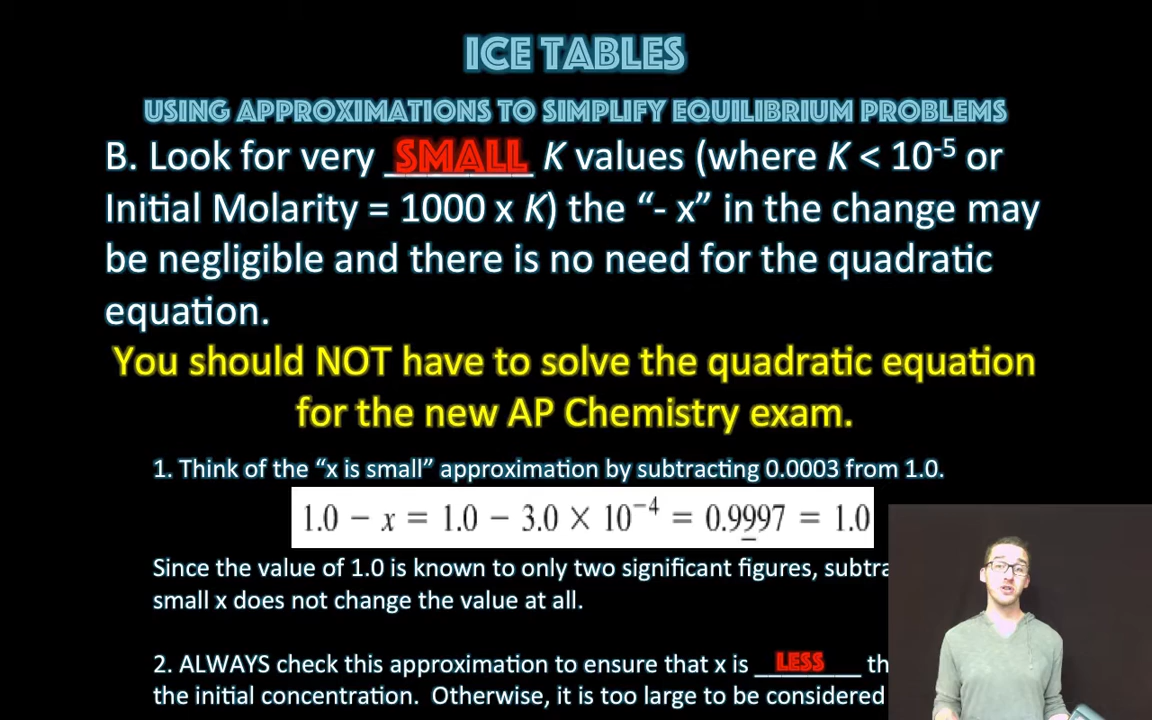 ICE TABLES
USING APPROXIMATIONS TO SIMPLIFY EQUILIBRIUM PROBLEMS
B. Look for very SMALL K values (where K < 10⁻⁵ or
Initial Molarity = 1000 x K) the “- x” in the change may
be negligible and there is no need for the quadratic
equation.
You should NOT have to solve the quadratic equation
for the new AP Chemistry exam.
1. Think of the “x is small” approximation by subtracting 0.0003 from 1.0.
1.0 − x = 1.0 − 3.0 × 10⁻⁴ = 0.9997 = 1.0
Since the value of 1.0 is known to only two significant figures,
small x does not change the value at all.
2. ALWAYS check this approximation to ensure that x is LESS
the initial concentration. Otherwise, it is too large to be considered